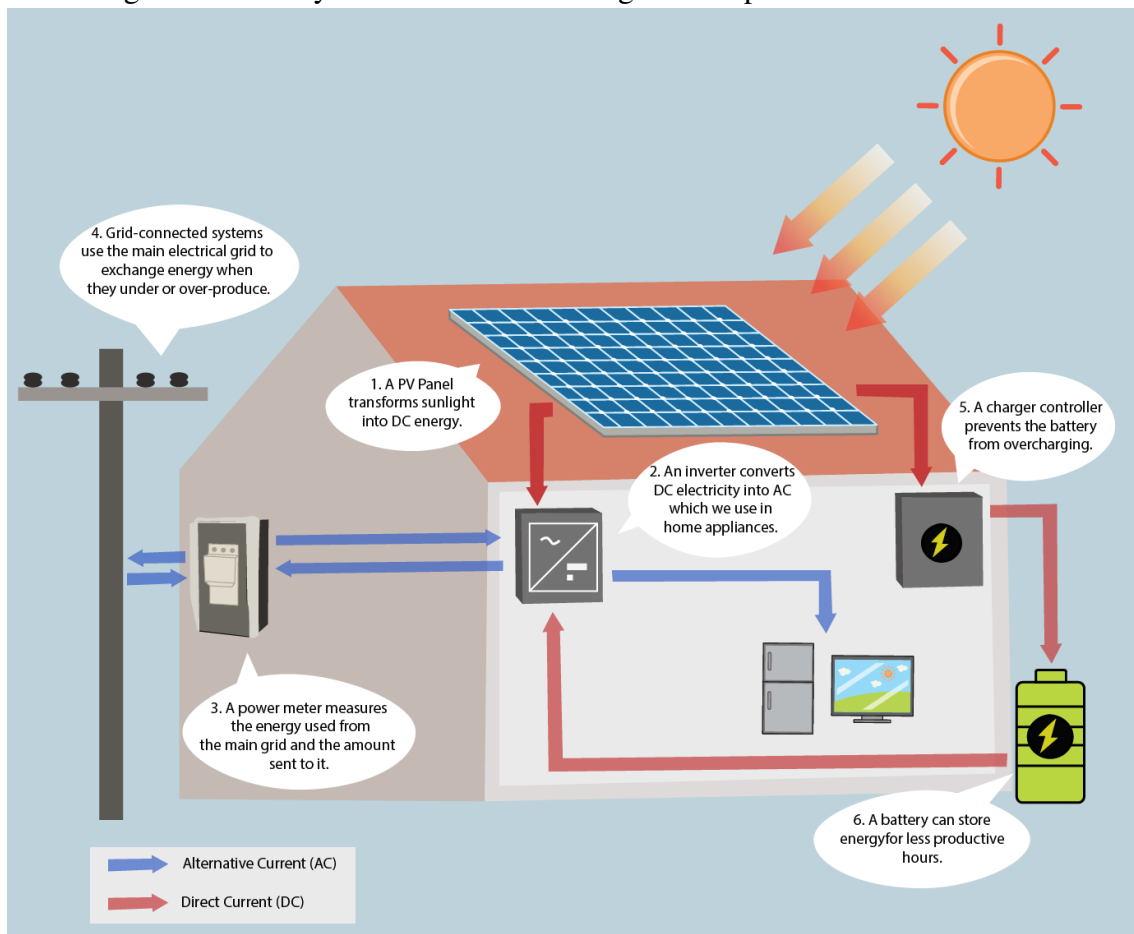 4. Grid-connected systems
use the main electrical grid to
exchange energy when
they under or over-produce.
1. A PV Panel
transforms sunlight
into DC energy.
5. A charger controller
prevents the battery
from overcharging.
2. An inverter converts
DC electricity into AC
which we use in
home appliances.
3. A power meter measures
the energy used from
the main grid and the amount
sent to it.
6. A battery can store
energyfor less productive
hours.
Alternative Current (AC)
Direct Current (DC)